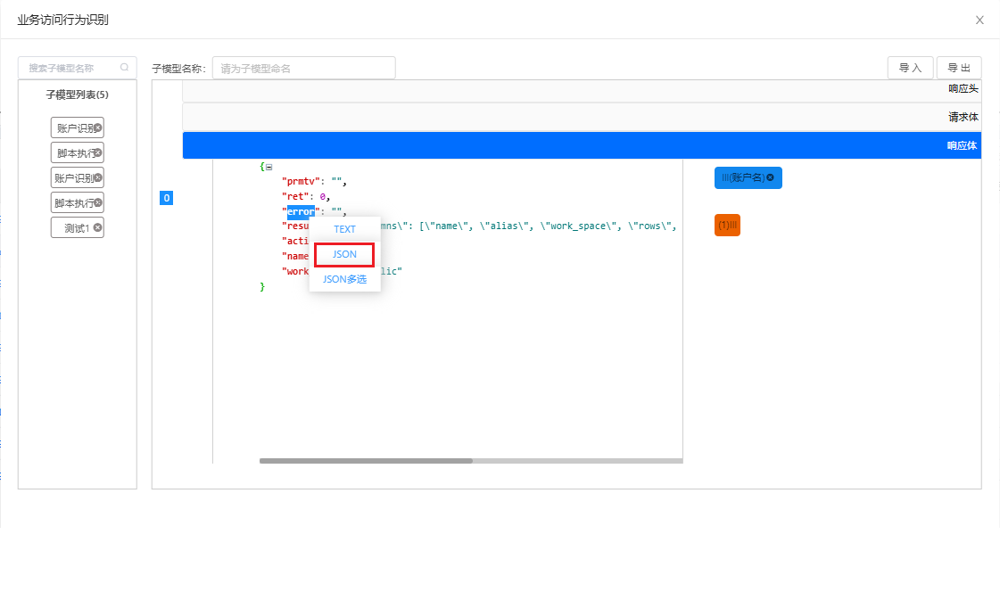 业务访问行为识别
搜索子模型名称
子模型名称:
请为子模型命名
导 入
导 出
子模型列表(5)
账户识别
脚本执行
账户识别
脚本执行
测试1
响应头
请求体
响应体
0
{
"prmtv": "",
"ret": 0,
"error": "",
"resu mns\": [\"name\", \"alias\", \"work_space\", \"rows\",
"acti
"name
"work lic"
}
TEXT
JSON
JSON多选
(账户名)
(1)